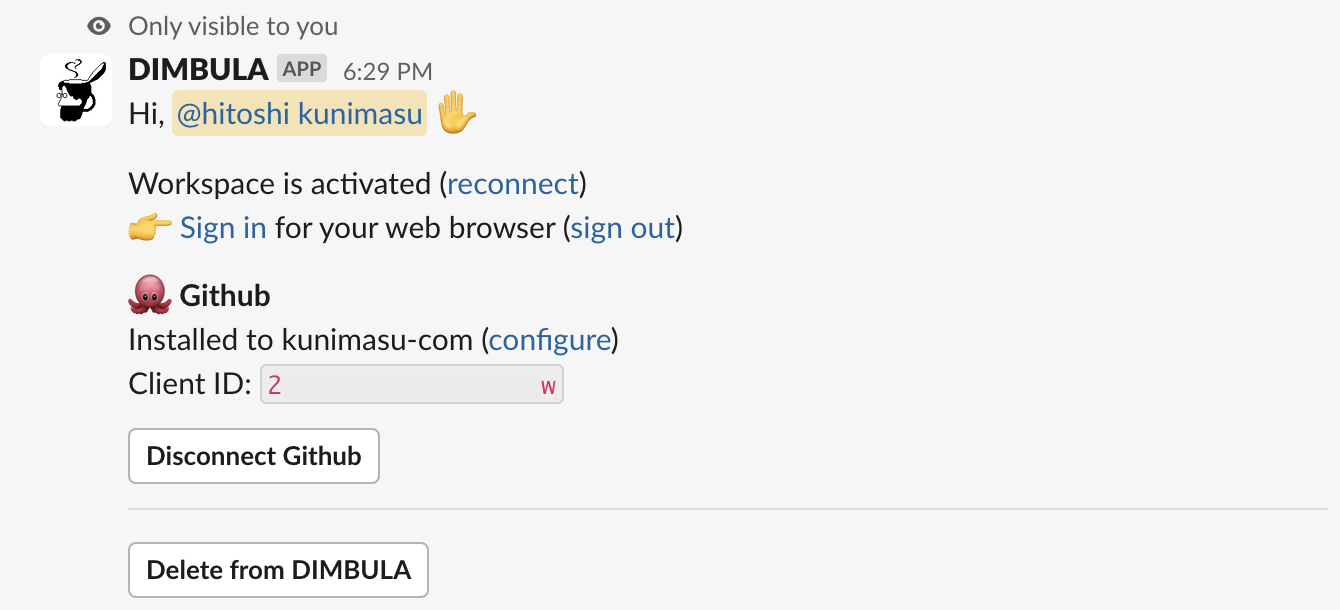 Only visible to you
DIMBULA APP 6:29 PM
Hi, @hitoshi kunimasu
Workspace is activated (reconnect)
Sign in for your web browser (sign out)
Github
Installed to kunimasu-com (configure)
Client ID: 2 w
Disconnect Github
Delete from DIMBULA